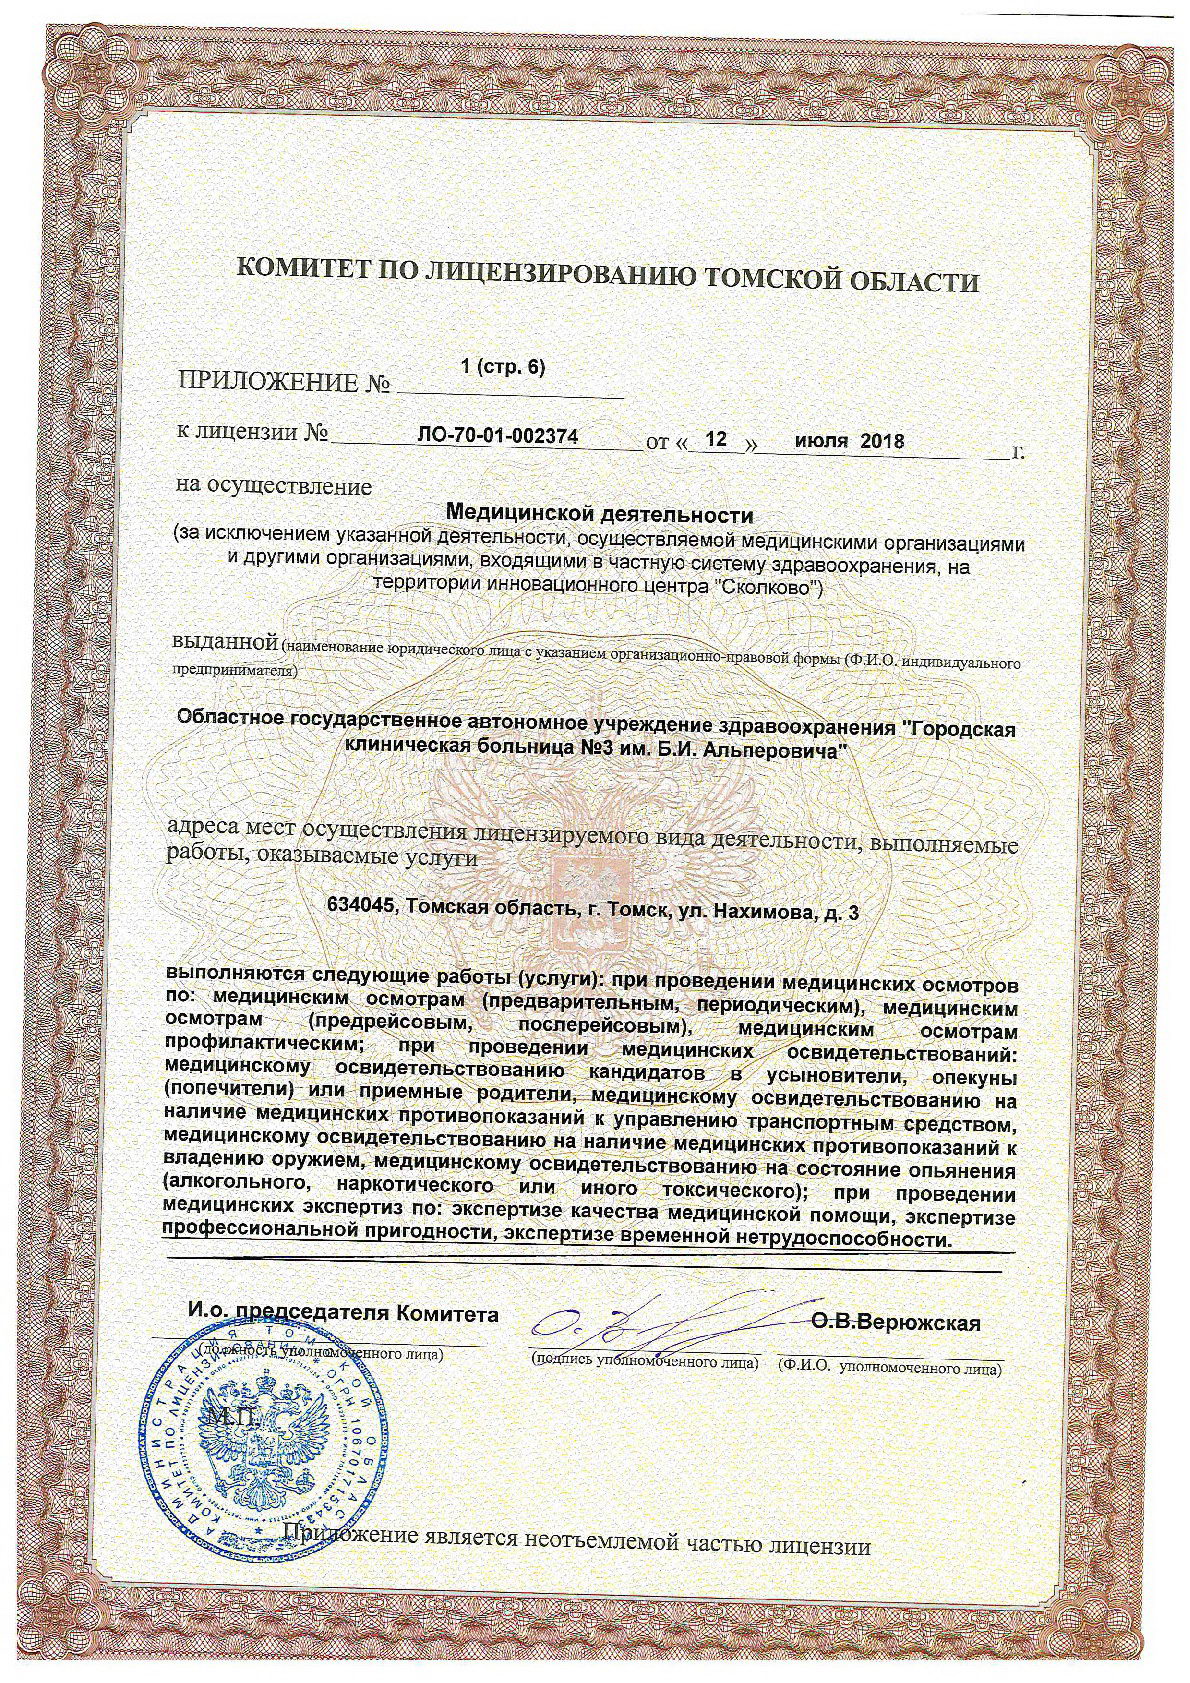 КОМИТЕТ ПО ЛИЦЕНЗИРОВАНИЮ ТОМСКОЙ ОБЛАСТИ
ПРИЛОЖЕНИЕ № 1 (стр. 6)
к лицензии № ЛО-70-01-002374 от « 12 » июля 2018 г.
на осуществление
Медицинской деятельности
(за исключением указанной деятельности, осуществляемой медицинскими организациями
и другими организациями, входящими в частную систему здравоохранения, на
территории инновационного центра "Сколково")
выданной (наименование юридического лица с указанием организационно-правовой формы (Ф.И.О. индивидуального
предпринимателя)
Областное государственное автономное учреждение здравоохранения "Городская
клиническая больница №3 им. Б.И. Альперовича"
адреса мест осуществления лицензируемого вида деятельности, выполняемые
работы, оказываемые услуги
634045, Томская область, г. Томск, ул. Нахимова, д. 3
выполняются следующие работы (услуги): при проведении медицинских осмотров
по: медицинским осмотрам (предварительным, периодическим), медицинским
осмотрам (предрейсовым, послерейсовым), медицинским осмотрам
профилактическим; при проведении медицинских освидетельствований:
медицинскому освидетельствованию кандидатов в усыновители, опекуны
(попечители) или приемные родители, медицинскому освидетельствованию на
наличие медицинских противопоказаний к управлению транспортным средством,
медицинскому освидетельствованию на наличие медицинских противопоказаний к
владению оружием, медицинскому освидетельствованию на состояние опьянения
(алкогольного, наркотического или иного токсического); при проведении
медицинских экспертиз по: экспертизе качества медицинской помощи, экспертизе
профессиональной пригодности, экспертизе временной нетрудоспособности.
И.о. председателя Комитета
О.В.Верюжская
(должность уполномоченного лица)
(подпись уполномоченного лица)
(Ф.И.О. уполномоченного лица)
АДМИНИСТРАЦИЯ ТОМСКОЙ ОБЛАСТИ
КОМИТЕТ ПО ЛИЦЕНЗИРОВАНИЮ * ОГРН 1067017153433
М.П.
Приложение является неотъемлемой частью лицензии